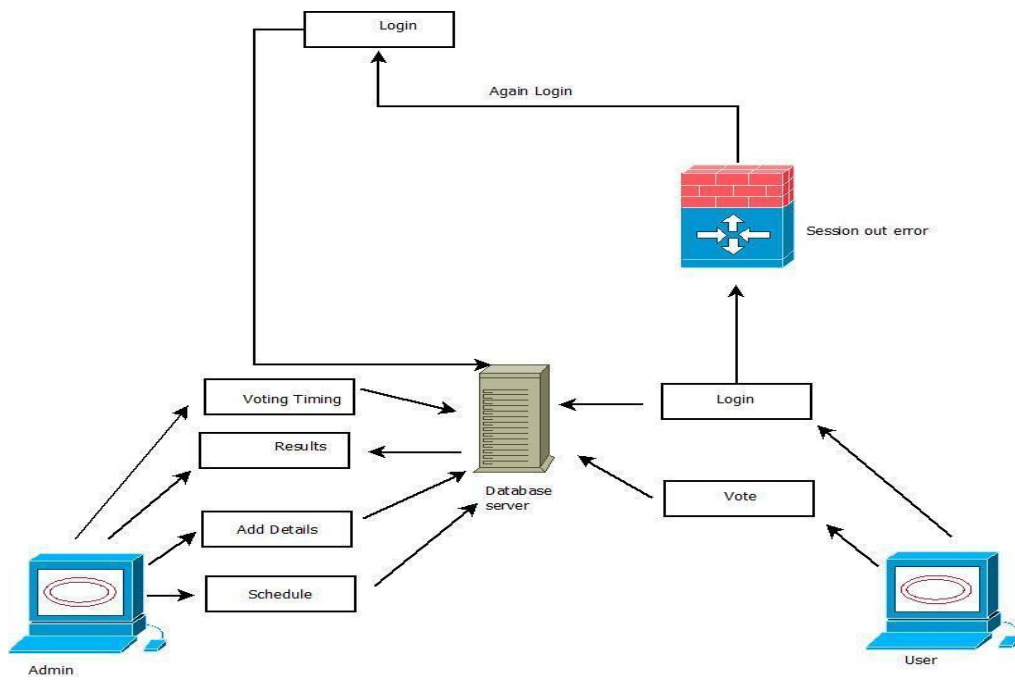 Login
Again Login
Session out error
Voting Timing
Login
Results
Database
server
Vote
Add Details
Schedule
Admin
User